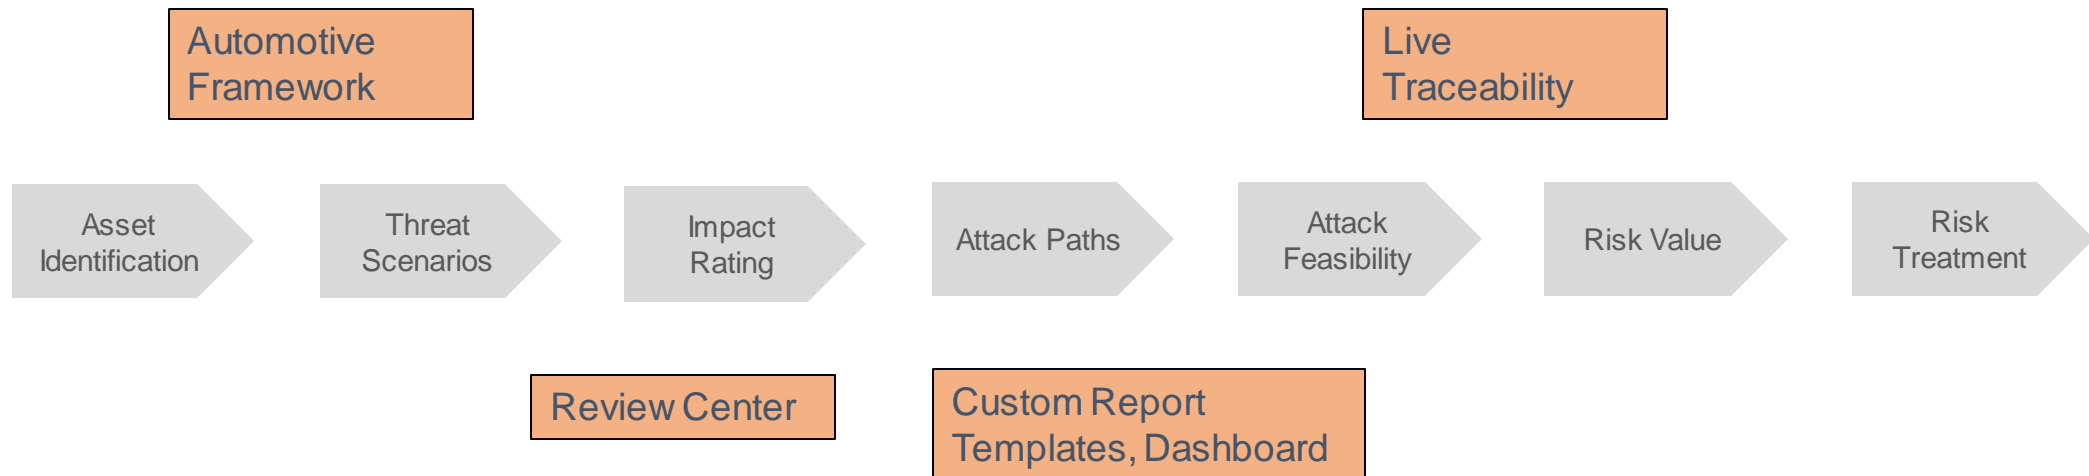 Automotive
Framework
Live
Traceability
Asset
Identification
Threat
Scenarios
Impact
Rating
Attack Paths
Attack
Feasibility
Risk Value
Risk
Treatment
Review Center
Custom Report
Templates, Dashboard